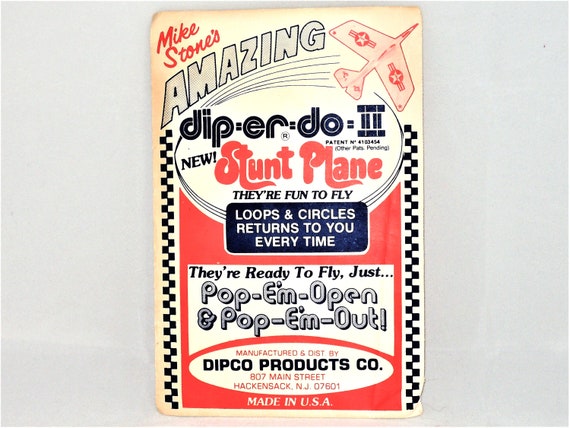 Mike
Stone's
AMAZING
dip-er-do-II
®
PATENT Nº 4103454
(Other Pats. Pending)
NEW! Stunt Plane
THEY'RE FUN TO FLY
LOOPS & CIRCLES
RETURNS TO YOU
EVERY TIME
They're Ready To Fly, Just...
Pop-Em-Open
& Pop-Em-Out!
MANUFACTURED & DIST. BY
DIPCO PRODUCTS CO.
807 MAIN STREET
HACKENSACK, N.J. 07601
MADE IN U.S.A.